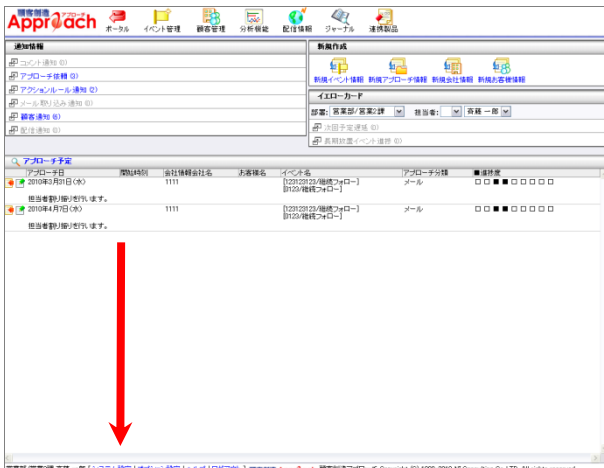 顧客創造 アプローチ
Approach
ポータル イベント管理 顧客管理 分析機能 配信情報 ジャーナル 連携製品
通知情報
コメント通知 (0)
アプローチ依頼 (0)
アクションルール通知 (2)
メール取り込み通知 (0)
顧客通知 (6)
配信通知 (0)
新規作成
新規イベント情報 新規アプローチ情報 新規会社情報 新規お客様情報
イエローカード
部署: 営業部/営業2課 担当者: 斉藤 一郎
次回予定遅延 (0)
長期放置イベント進捗 (0)
アプローチ予定
アプローチ日 開始時刻 会社情報会社名 お客様名 イベント名 アプローチ分類 ■進捗度
2010年3月31日(水) 1111 [123123123/継続フォロー] メール □□■■□□□□□
[0123/継続フォロー]
担当者割り振りを行います。
2010年4月7日(水) 1111 [123123123/継続フォロー] メール □□■■□□□□□
[0123/継続フォロー]
担当者割り振りを行います。